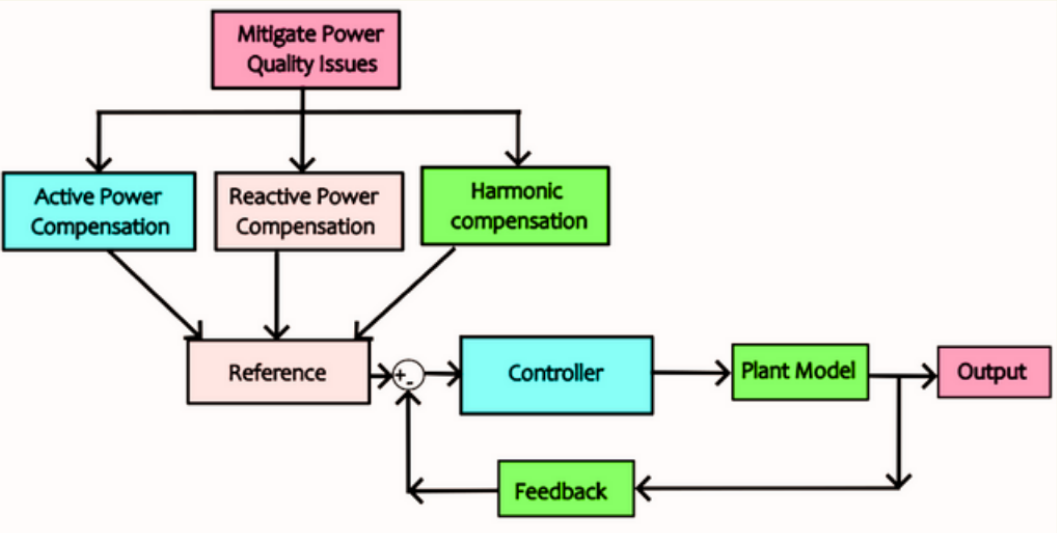 Mitigate Power
Quality Issues
Active Power
Compensation
Reactive Power
Compensation
Harmonic
compensation
Reference
+
-
Controller
Plant Model
Output
Feedback